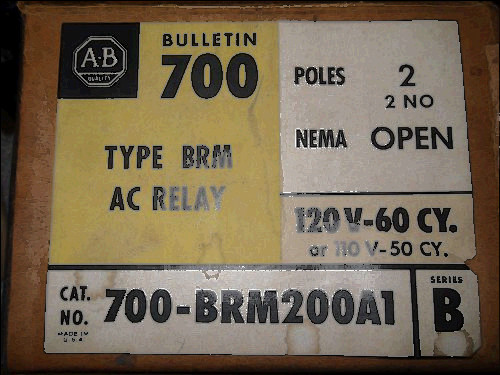 A-B
QUALITY
BULLETIN
700
TYPE BRM
AC RELAY
POLES 2
2 NO
NEMA OPEN
120 V-60 CY.
or 110 V-50 CY.
CAT.
NO. 700-BRM200A1
MADE IN
U.S.A.
SERIES
B